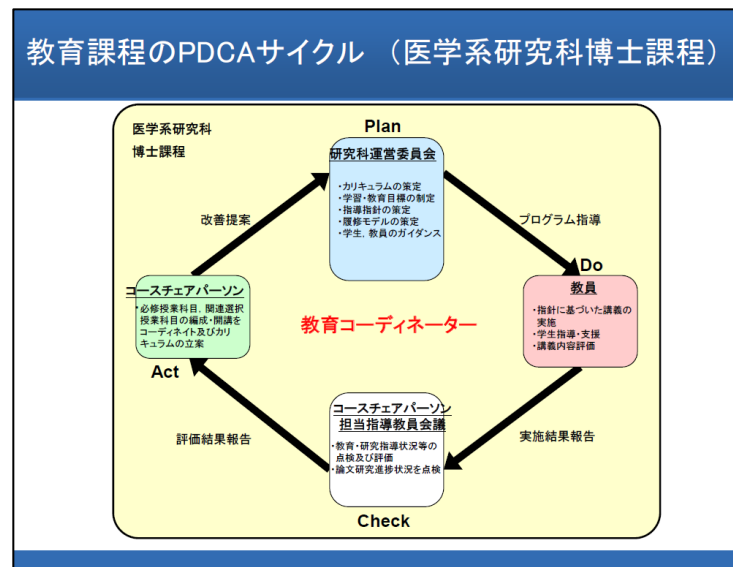 教育課程のPDCAサイクル （医学系研究科博士課程）
医学系研究科
博士課程
Plan
研究科運営委員会
・カリキュラムの策定
・学習・教育目標の制定
・指導指針の策定
・履修モデルの策定
・学生、教員のガイダンス
改善提案
プログラム指導
Do
教員
・指針に基づいた講義の
実施
・学生指導・支援
・講義内容評価
コースチェアパーソン
・必修授業科目，関連選択
授業科目の編成・開講を
コーディネイト及びカリ
キュラムの立案
Act
教育コーディネーター
コースチェアパーソン
担当指導教員会議
・教育・研究指導状況等の
点検及び評価
・論文研究進捗状況を点検
Check
評価結果報告
実施結果報告